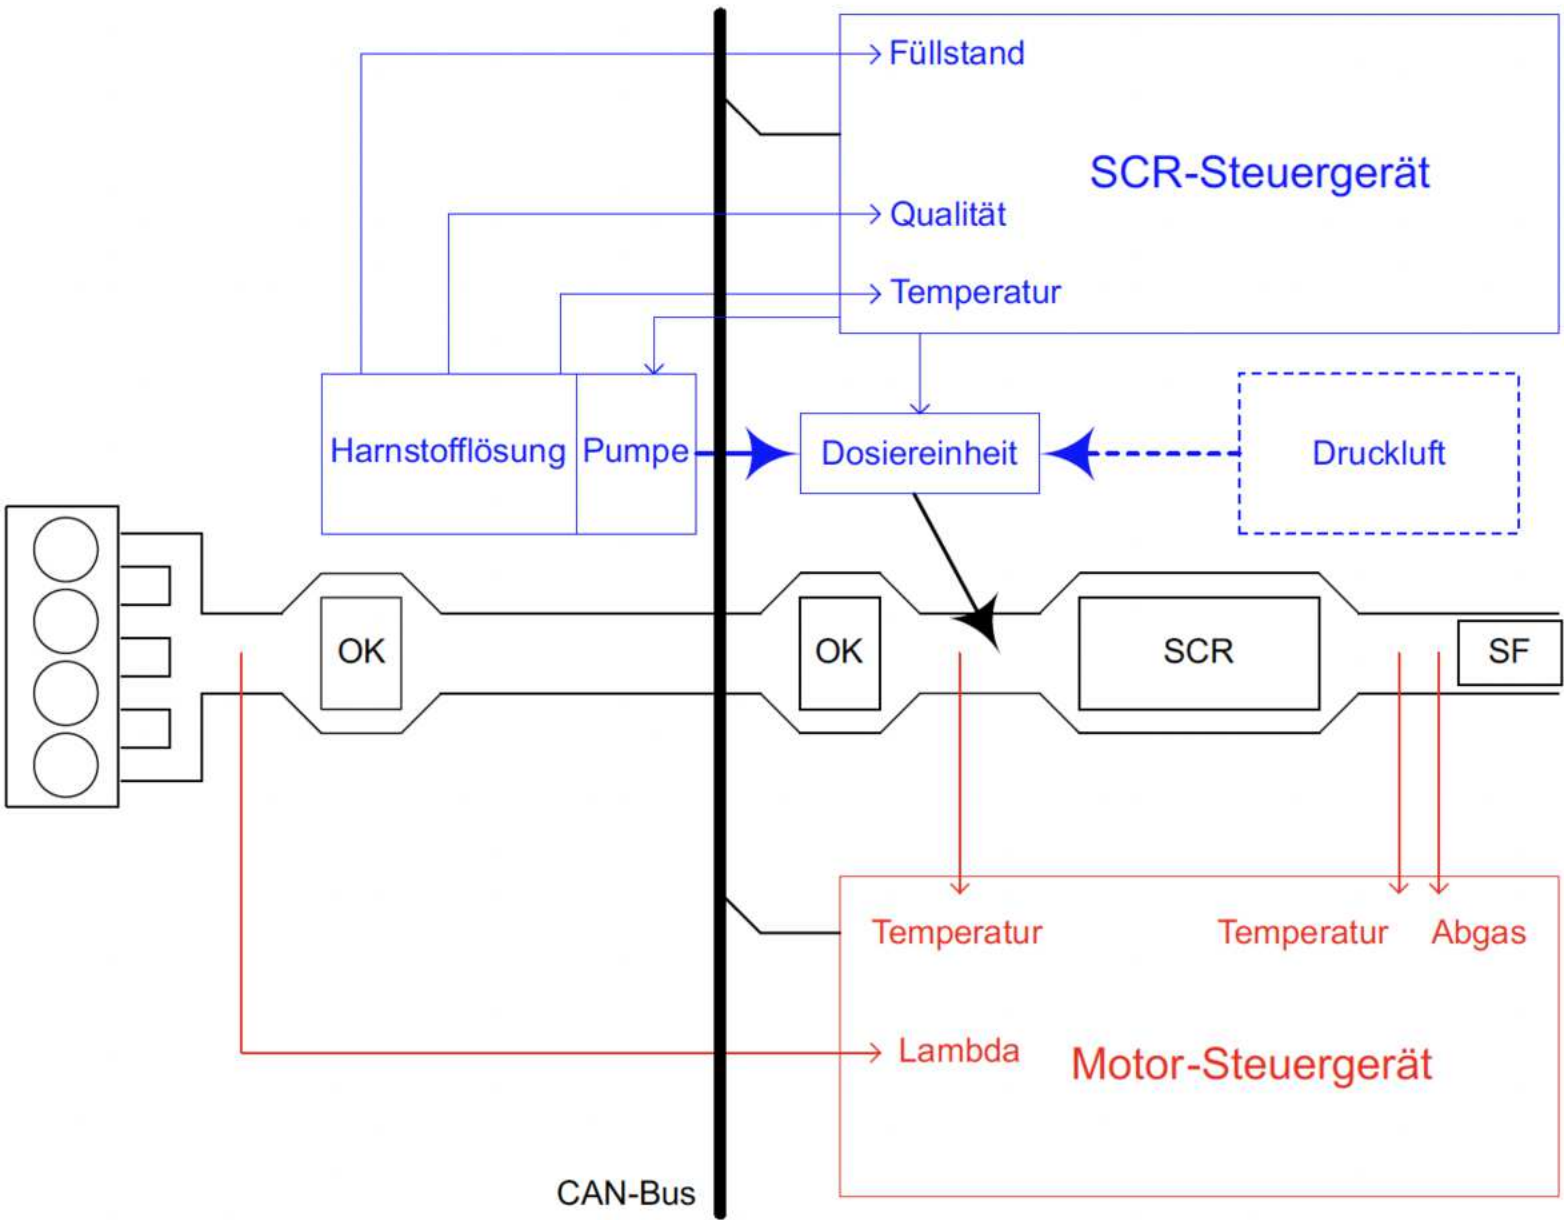 Füllstand
SCR-Steuergerät
Qualität
Temperatur
Harnstofflösung
Pumpe
Dosiereinheit
Druckluft
OK
OK
SCR
SF
Temperatur
Temperatur
Abgas
Lambda
Motor-Steuergerät
CAN-Bus